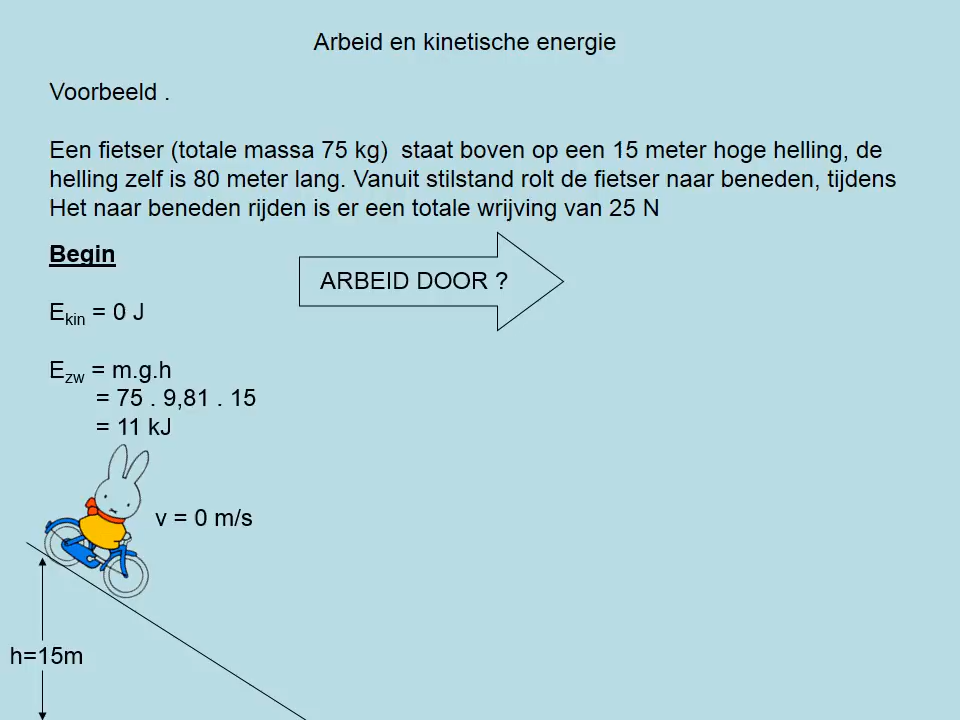 Arbeid en kinetische energie
Voorbeeld .
Een fietser (totale massa 75 kg)  staat boven op een 15 meter hoge helling, de
helling zelf is 80 meter lang. Vanuit stilstand rolt de fietser naar beneden, tijdens
Het naar beneden rijden is er een totale wrijving van 25 N
Begin
ARBEID DOOR ?
Ekin = 0 J
Ezw = m.g.h
= 75 . 9,81 . 15
= 11 kJ
v = 0 m/s
h=15m